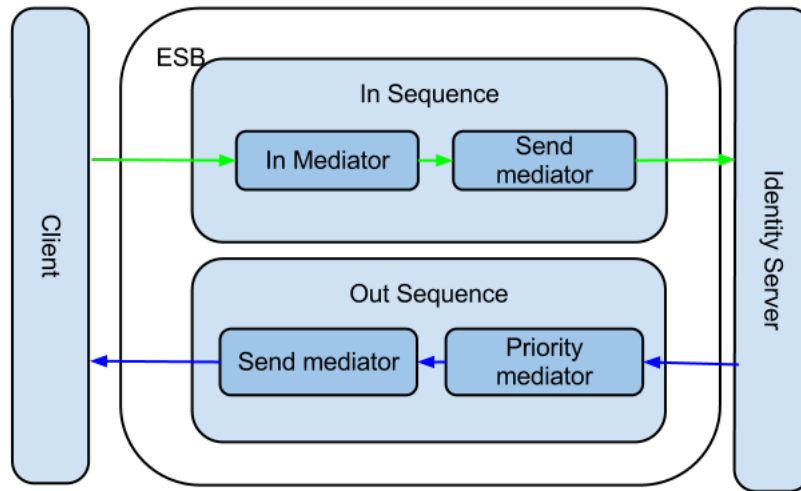 ESB
In Sequence
In Mediator
Send
mediator
Client
Identity Server
Out Sequence
Send mediator
Priority
mediator